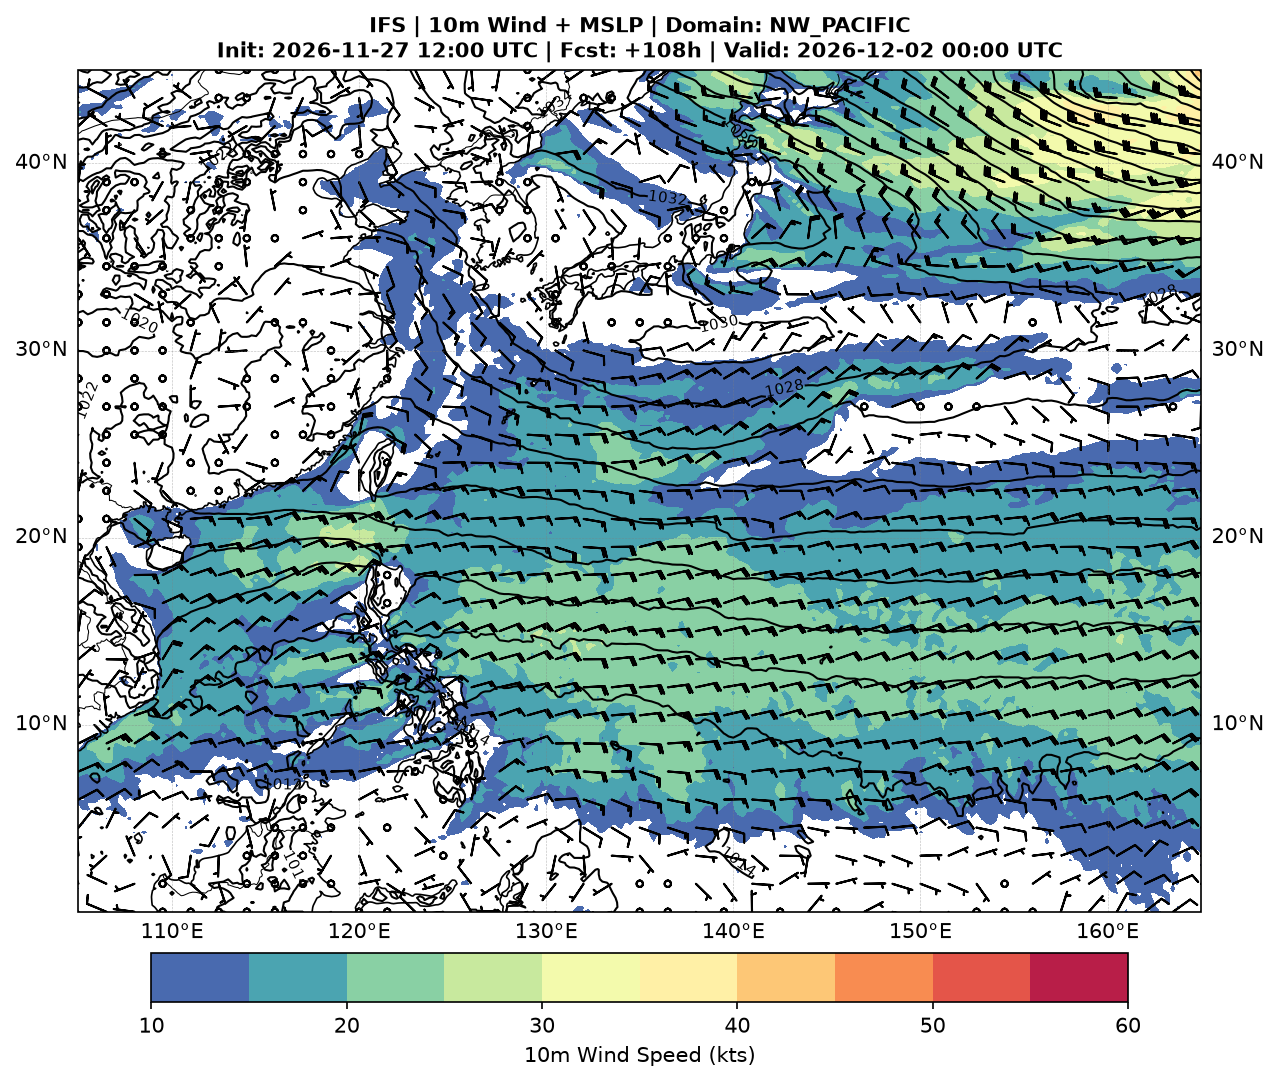 IFS | 10m Wind + MSLP | Domain: NW_PACIFIC
Init: 2026-11-27 12:00 UTC | Fcst: +108h | Valid: 2026-12-02 00:00 UTC
40°N
40°N
1032
1028
1020
1030
30°N
30°N
1028
1022
20°N
20°N
10°N
10°N
1012
1014
110°E 120°E 130°E 140°E 150°E 160°E
10 20 30 40 50 60
10m Wind Speed (kts)